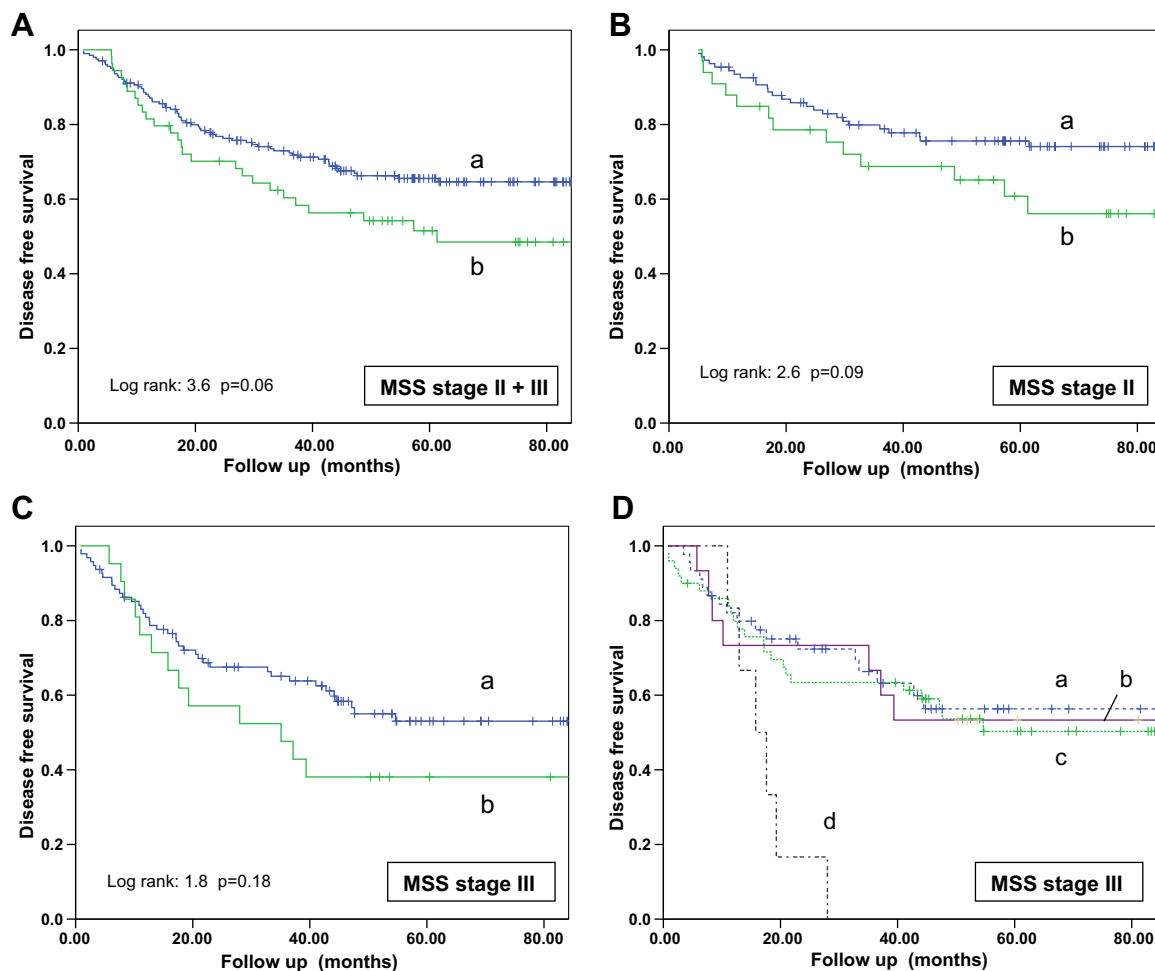 A
Disease free survival
1.0
0.8
0.6
0.4
0.2
0.0
a
b
Log rank: 3.6 p=0.06
MSS stage II + III
0.00 20.00 40.00 60.00 80.00
Follow up (months)
B
Disease free survival
1.0
0.8
0.6
0.4
0.2
0.0
a
b
Log rank: 2.6 p=0.09
MSS stage II
0.00 20.00 40.00 60.00 80.00
Follow up (months)
C
Disease free survival
1.0
0.8
0.6
0.4
0.2
0.0
a
b
Log rank: 1.8 p=0.18
MSS stage III
0.00 20.00 40.00 60.00 80.00
Follow up (months)
D
Disease free survival
1.0
0.8
0.6
0.4
0.2
0.0
a
b
c
d
MSS stage III
0.00 20.00 40.00 60.00 80.00
Follow up (months)